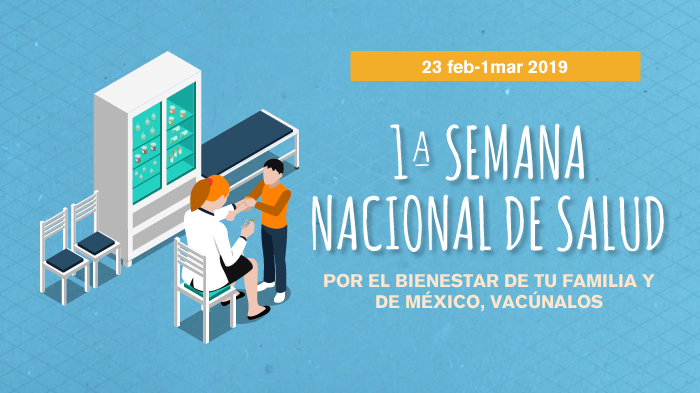 23 feb-1mar 2019
1ª SEMANA
NACIONAL DE SALUD
POR EL BIENESTAR DE TU FAMILIA Y
DE MÉXICO, VACÚNALOS